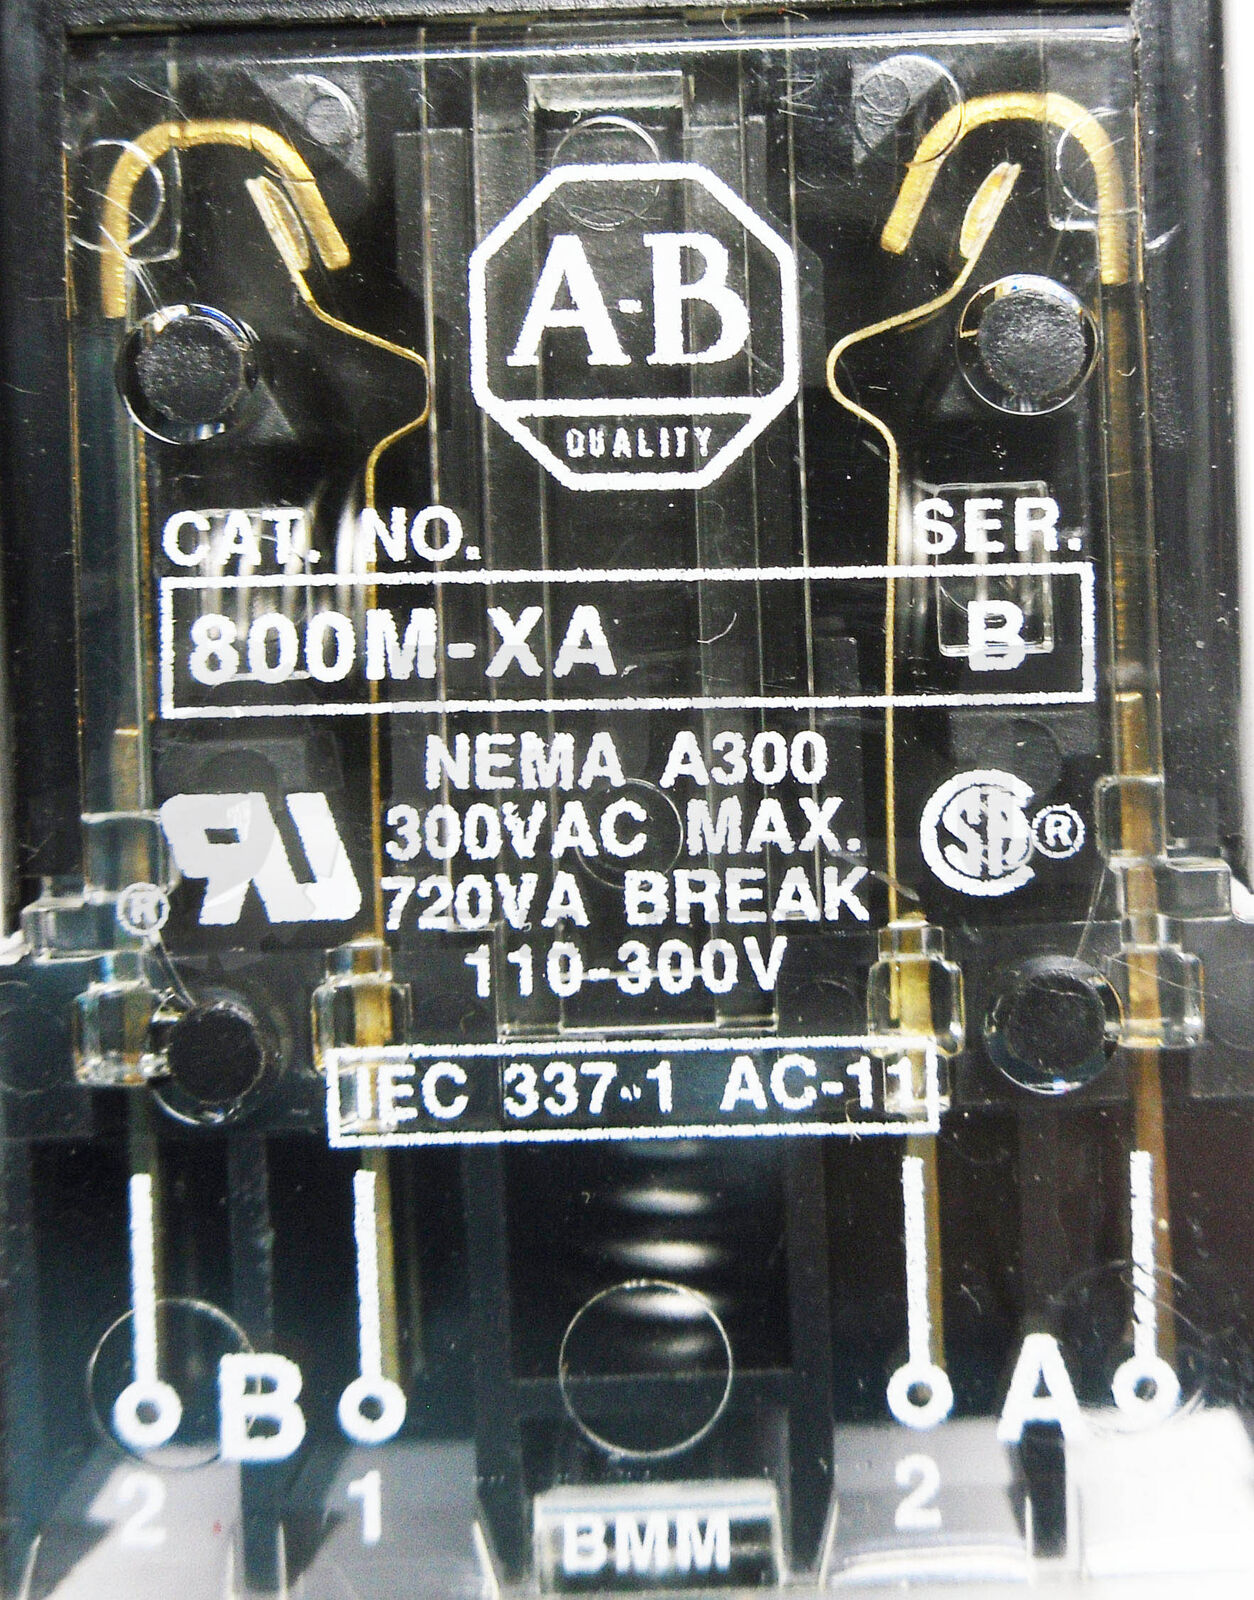 A-B
QUALITY
CAT. NO. SER.
800M-XA B
NEMA A300
300VAC MAX.
720VA BREAK
110-300V
IEC 337-1 AC-11
B A
2 1 2
BMM